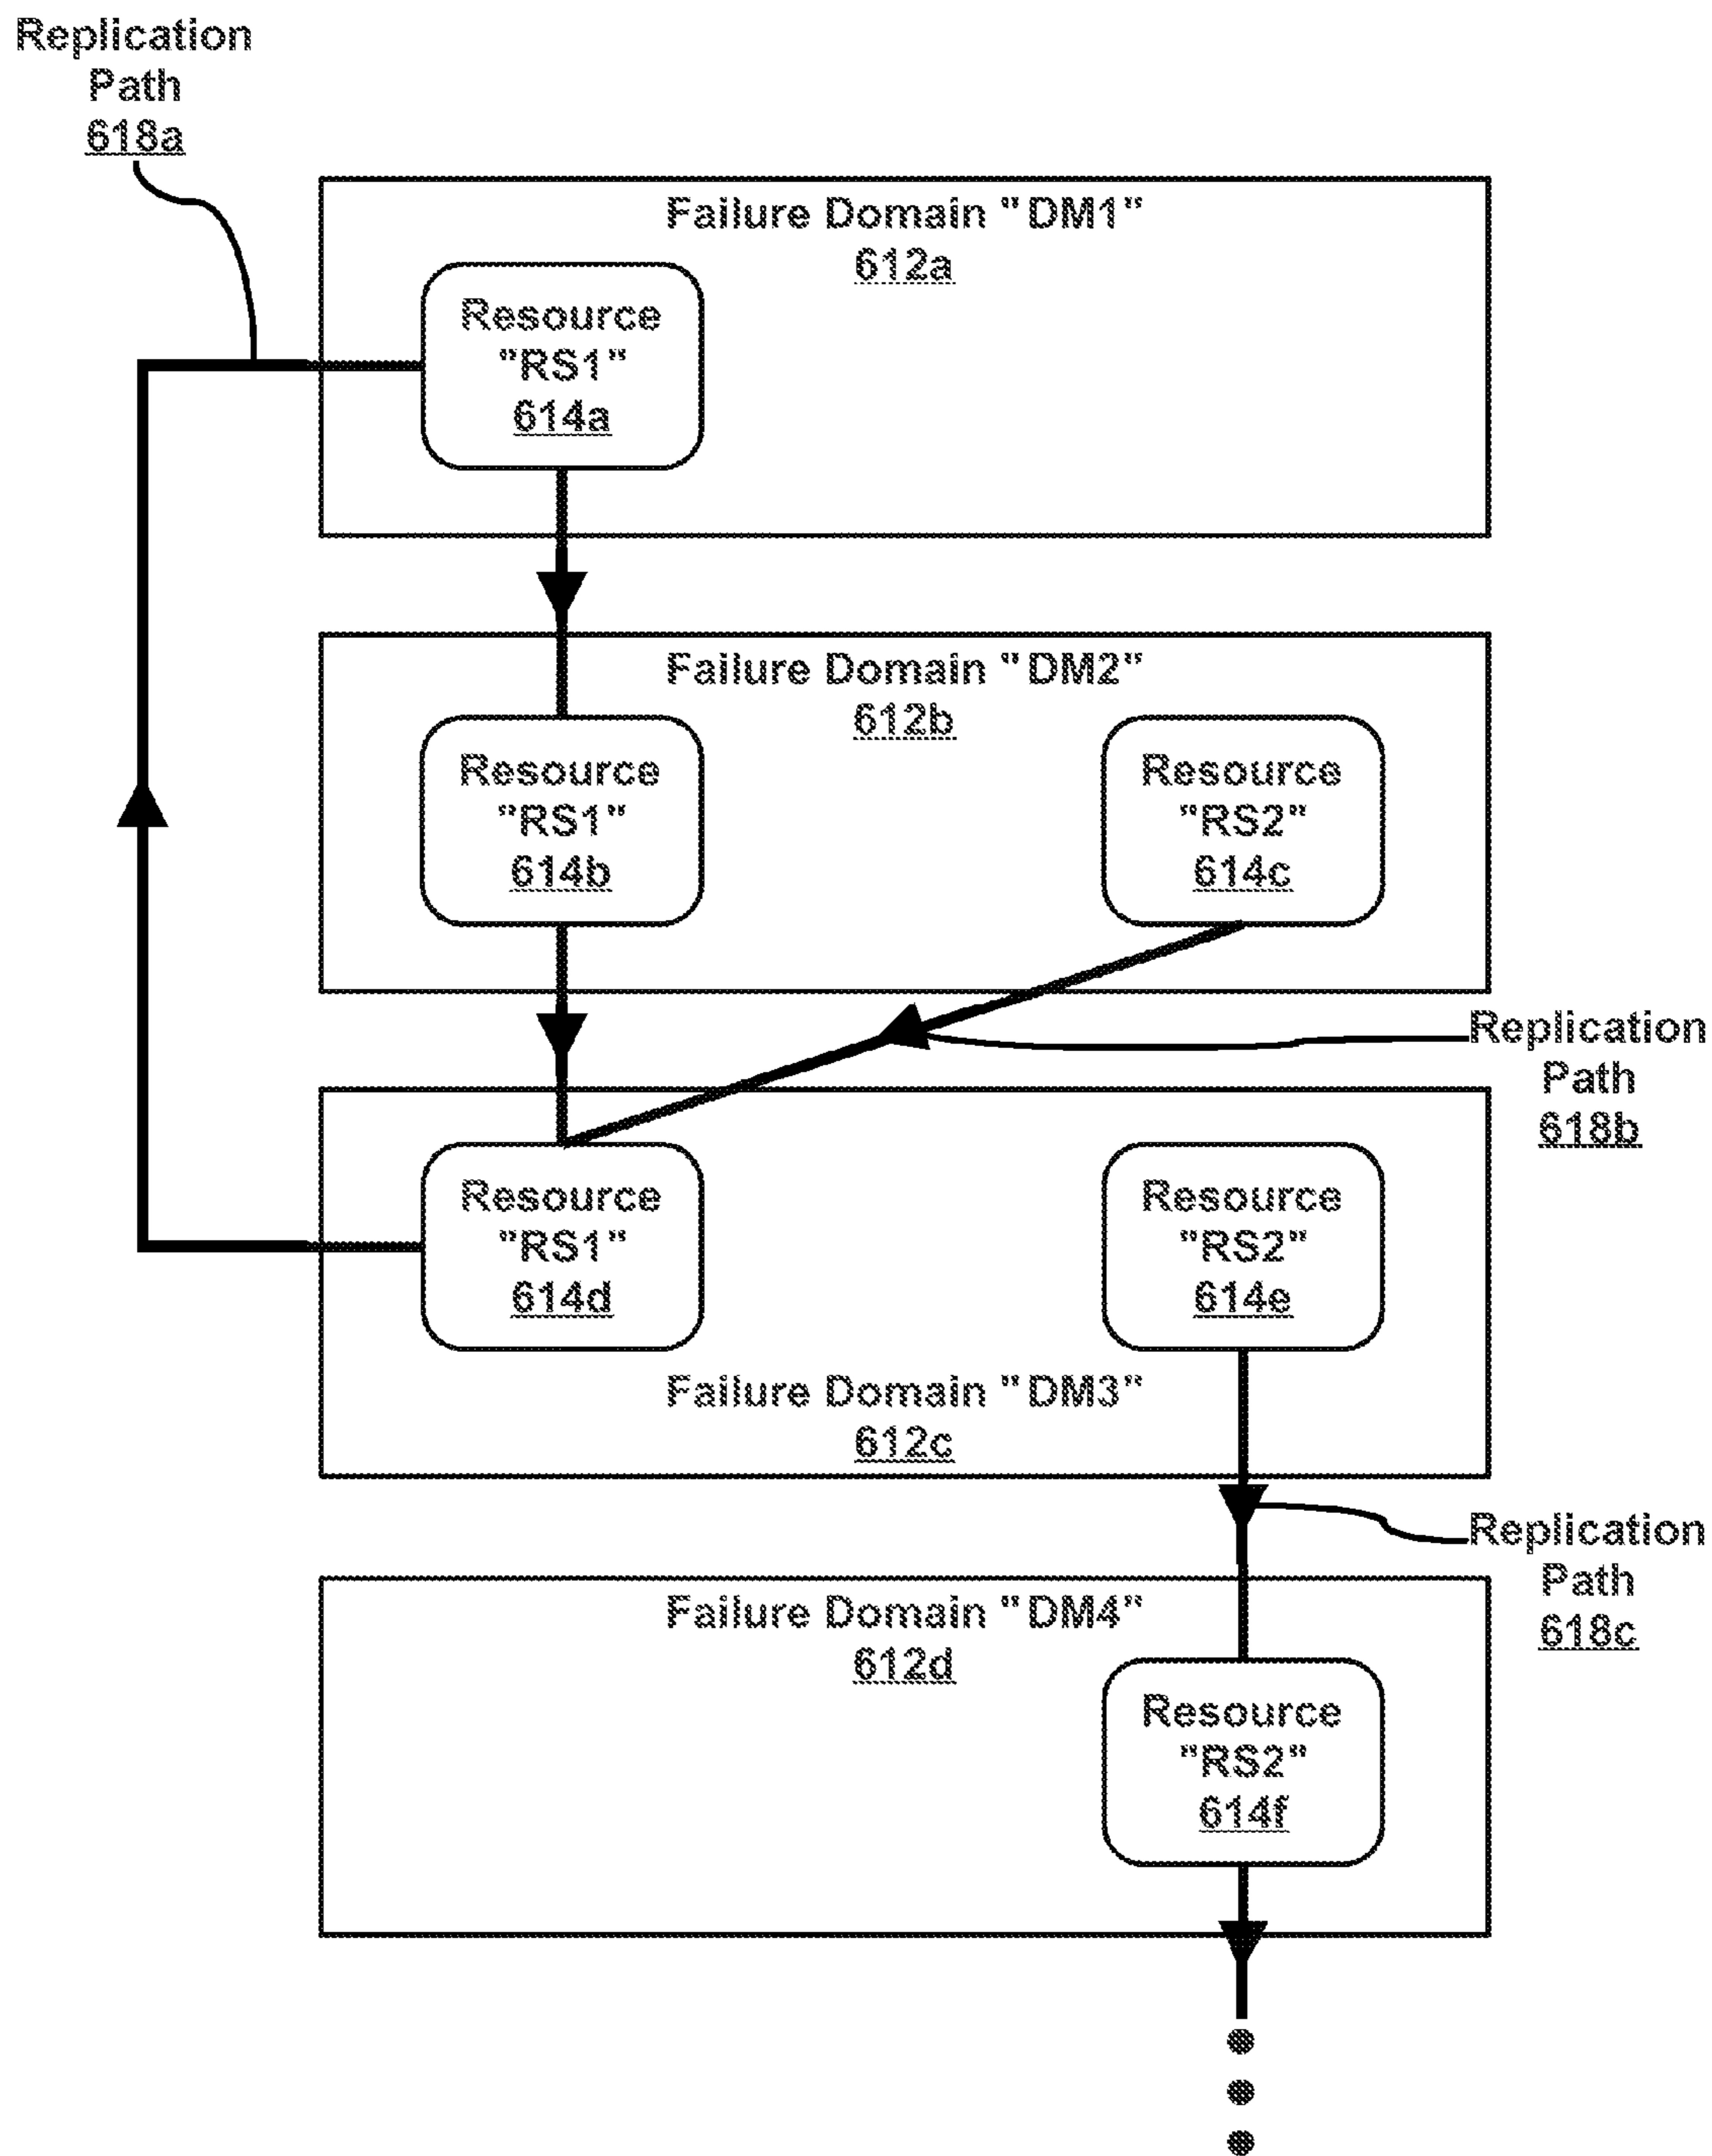 Replication
Path
618a
Failure Domain "DM1"
612a
Resource
"RS1"
614a
Failure Domain "DM2"
612b
Resource
"RS1"
614b
Resource
"RS2"
614c
Replication
Path
618b
Resource
"RS1"
614d
Resource
"RS2"
614e
Failure Domain "DM3"
612c
Replication
Path
618c
Failure Domain "DM4"
612d
Resource
"RS2"
614f